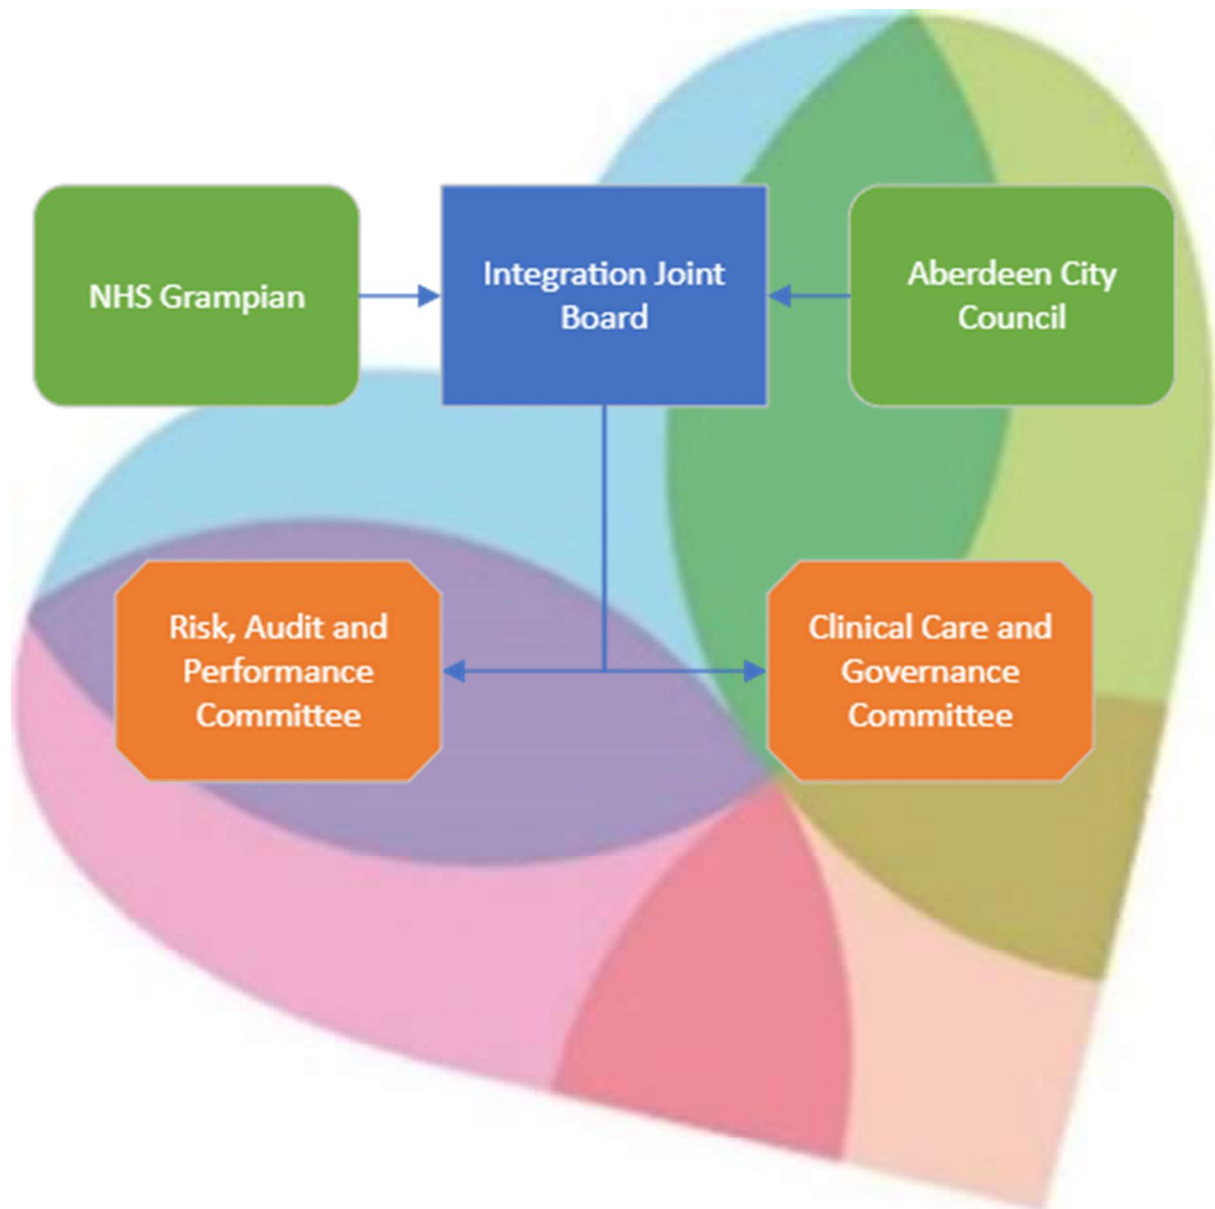 NHS Grampian
Integration Joint
Board
Aberdeen City
Council
Risk, Audit and
Performance
Committee
Clinical Care and
Governance
Committee